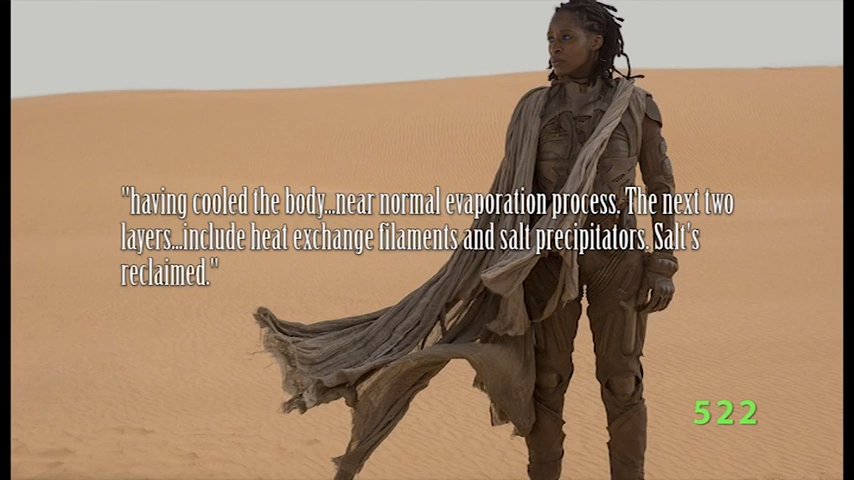 "having cooled the body...near normal evaporation process. The next two
layers...include heat exchange filaments and salt precipitators. Salt's
reclaimed."
522